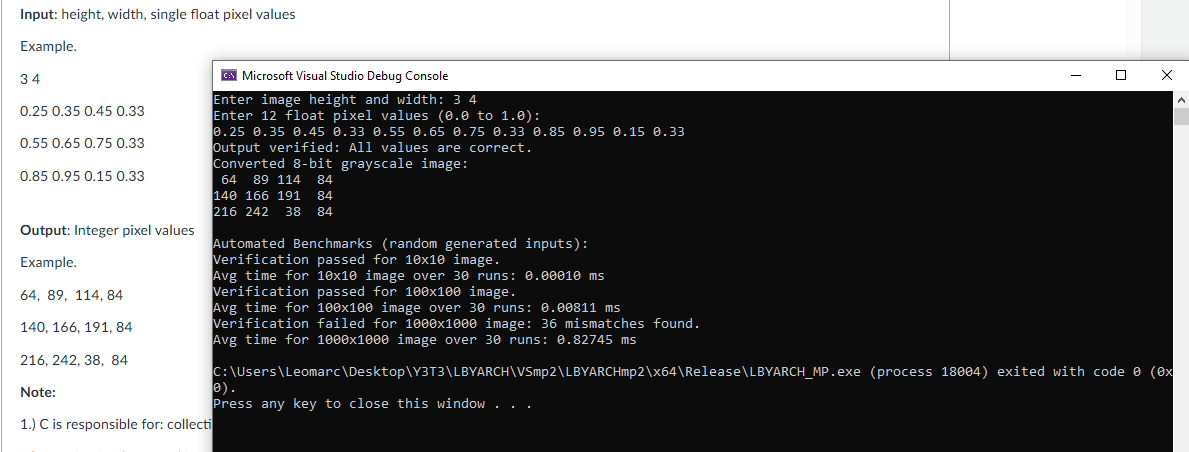 Input: height, width, single float pixel values
Example.
3 4
0.25 0.35 0.45 0.33
0.55 0.65 0.75 0.33
0.85 0.95 0.15 0.33
Output: Integer pixel values
Example.
64, 89, 114, 84
140, 166, 191, 84
216, 242, 38, 84
Note:
1.) C is responsible for: collecti
Microsoft Visual Studio Debug Console
Enter image height and width: 3 4
Enter 12 float pixel values (0.0 to 1.0):
0.25 0.35 0.45 0.33 0.55 0.65 0.75 0.33 0.85 0.95 0.15 0.33
Output verified: All values are correct.
Converted 8-bit grayscale image:
64 89 114 84
140 166 191 84
216 242 38 84
Automated Benchmarks (random generated inputs):
Verification passed for 10x10 image.
Avg time for 10x10 image over 30 runs: 0.00010 ms
Verification passed for 100x100 image.
Avg time for 100x100 image over 30 runs: 0.00811 ms
Verification failed for 1000x1000 image: 36 mismatches found.
Avg time for 1000x1000 image over 30 runs: 0.82745 ms
C:\Users\Leomarc\Desktop\Y3T3\LBYARCH\VSmp2\LBYARCHmp2\x64\Release\LBYARCH_MP.exe (process 18004) exited with code 0 (0x
0).
Press any key to close this window . . .